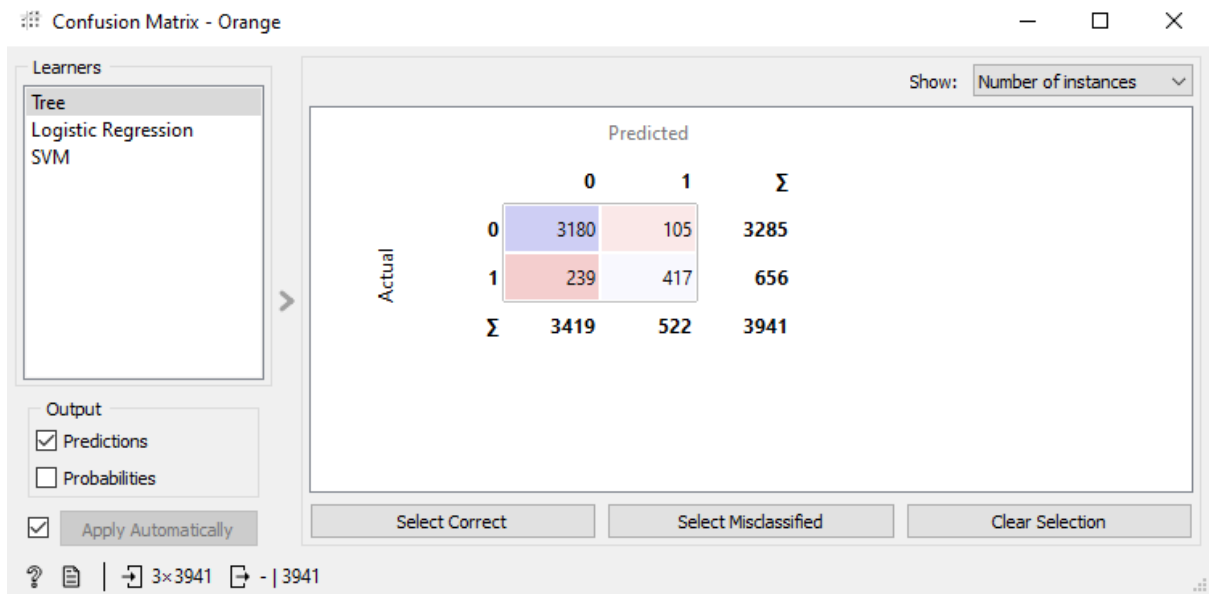 Confusion Matrix - Orange
Learners
Tree
Logistic Regression
SVM
Show: Number of instances
Predicted
0 1 Σ
Actual
0 3180 105 3285
1 239 417 656
Σ 3419 522 3941
Output
Predictions
Probabilities
Apply Automatically
Select Correct Select Misclassified Clear Selection
? 3×3941 - | 3941